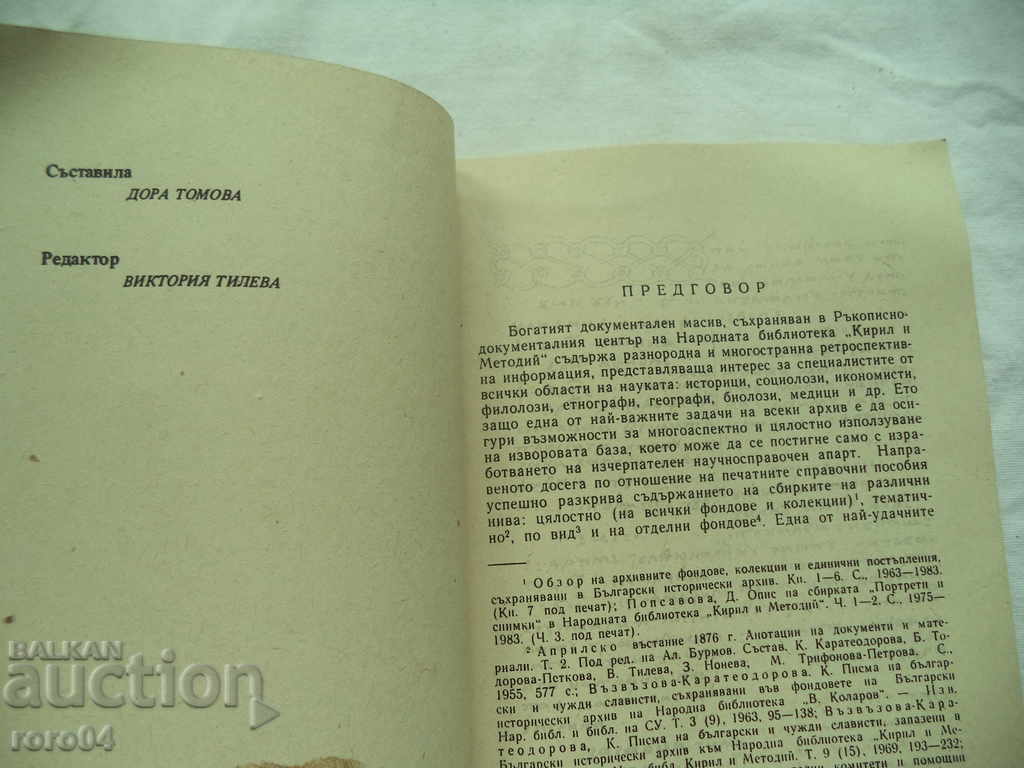 Съставила
ДОРА ТОМОВА
Редактор
ВИКТОРИЯ ТИЛЕВА
ПРЕДГОВОР
Богатият документален масив, съхраняван в Ръкописно-
документалния център на Народната библиотека „Кирил и
Методий“ съдържа разнородна и многостранна ретроспектив-
на информация, представляваща интерес за специалистите от
всички области на науката: историци, социолози, икономисти,
филолози, етнографи, географи, биолози, медици и др. Ето
защо една от най-важните задачи на всеки архив е да оси-
гури възможности за многоаспектно и цялостно използуване
на изворовата база, което може да се постигне само с изра-
ботването на изчерпателен научносправочен апарт. Напра-
веното досега по отношение на печатните справочни пособия
успешно разкрива съдържанието на сбирките на различни
нива: цялостно (на всички фондове и колекции)¹, тематич-
но², по вид³ и на отделни фондове⁴. Една от най-удачните
¹ Обзор на архивните фондове, колекции и единични постъпления,
съхранявани в Български исторически архив. Кн. 1—6. С., 1963—1983.
(Кн. 7 под печат); Попсавова, Д. Опис на сбирката „Портрети и
снимки“ в Народната библиотека „Кирил и Методий“. Ч. 1—2. С., 1975—
1983. (Ч. 3. под печат).
² Априлско въстание 1876 г. Анотации на документи и мате-
риали. Т. 2. Под ред. на Ал. Бурмов. Състав. К. Каратеодорова, Б. То-
дорова-Петкова, В. Тилева, З. Нонева, М. Трифонова-Петрова, С.,
1955, 577 с.; Възвъзова-Каратеодорова, К. Писма на българ-
ски и чужди слависти, съхранявани във фондовете на Български
исторически архив на Народна библиотека „В. Коларов“. — Изв.
Нар. библ. и библ. на СУ. Т. 3 (9), 1963, 95—138; Възвъзова-Кара-
теодорова, К. Писма на български и чужди слависти, запазени в
Български исторически архив към Народна библиотека „Кирил и Ме-
Т. 9 (15), 1969, 193—232;
комитети и помощни
BALKAN
auction
roro04